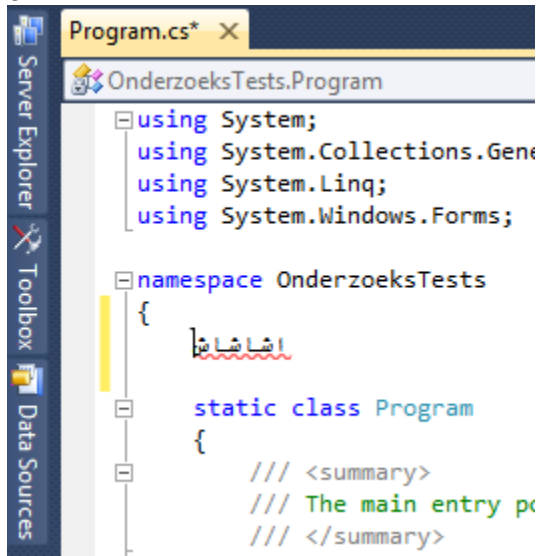 Program.cs* ×
OnderzoeksTests.Program
Server Explorer
Toolbox
Data Sources
using System;
using System.Collections.Gene
using System.Linq;
using System.Windows.Forms;
namespace OnderzoeksTests
{
اشاشاش
static class Program
{
/// <summary>
/// The main entry po
/// </summary>